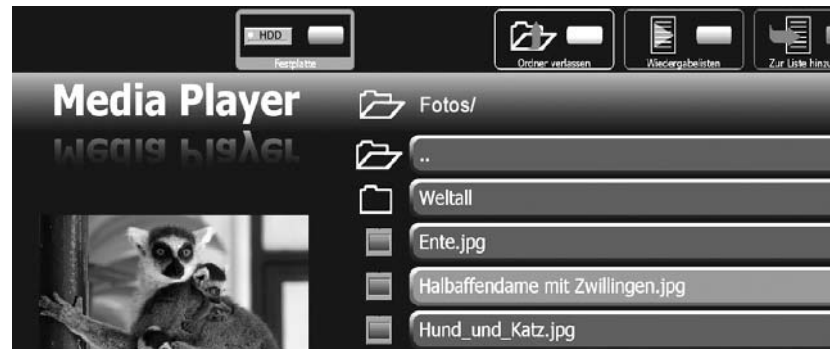 HDD
Festplatte
Ordner verlassen
Wiedergabelisten
Zur Liste hinzu
Media Player
Fotos/
..
Weltall
Ente.jpg
Halbaffendame mit Zwillingen.jpg
Hund_und_Katz.jpg